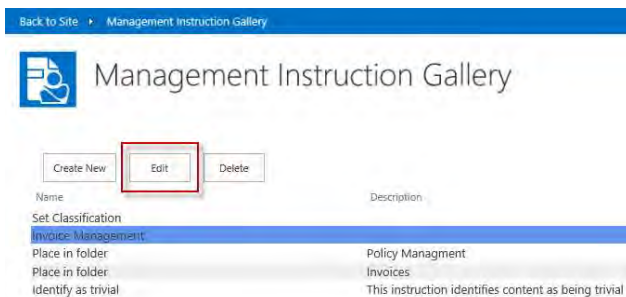 Back to Site ▸ Management Instruction Gallery
Management Instruction Gallery
Create New Edit Delete
Name Description
Set Classification
Invoice Management
Place in folder Policy Managment
Place in folder Invoices
Identify as trivial This instruction identifies content as being trivial